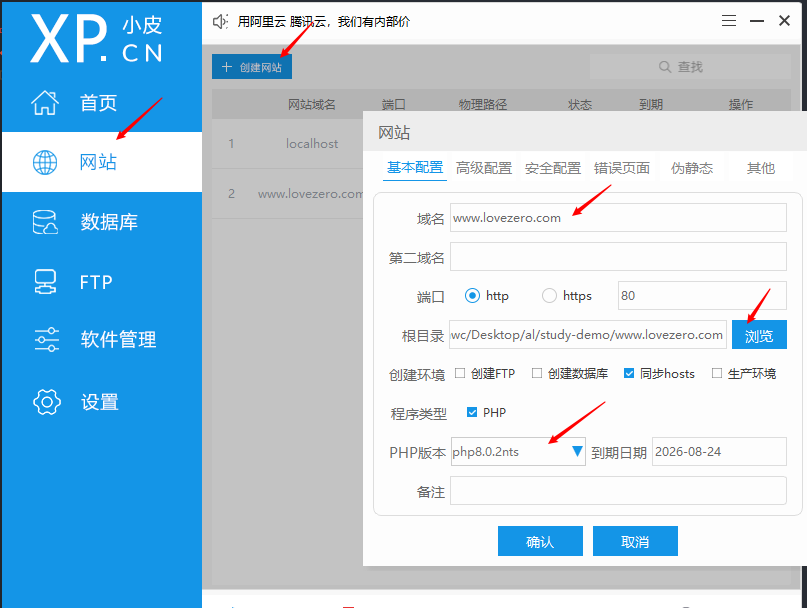 XP.CN 小皮
用阿里云 腾讯云，我们有内部价
首页
网站
数据库
FTP
软件管理
设置
+ 创建网站
查找
网站域名 端口 物理路径 状态 到期 操作
1 localhost
2 www.lovezero.com
网站
基本配置 高级配置 安全配置 错误页面 伪静态 其他
域名 www.lovezero.com
第二域名
端口 http https 80
根目录 wc/Desktop/al/study-demo/www.lovezero.com 浏览
创建环境 创建FTP 创建数据库 同步hosts 生产环境
程序类型 PHP
PHP版本 php8.0.2nts 到期日期 2026-08-24
备注
确认 取消